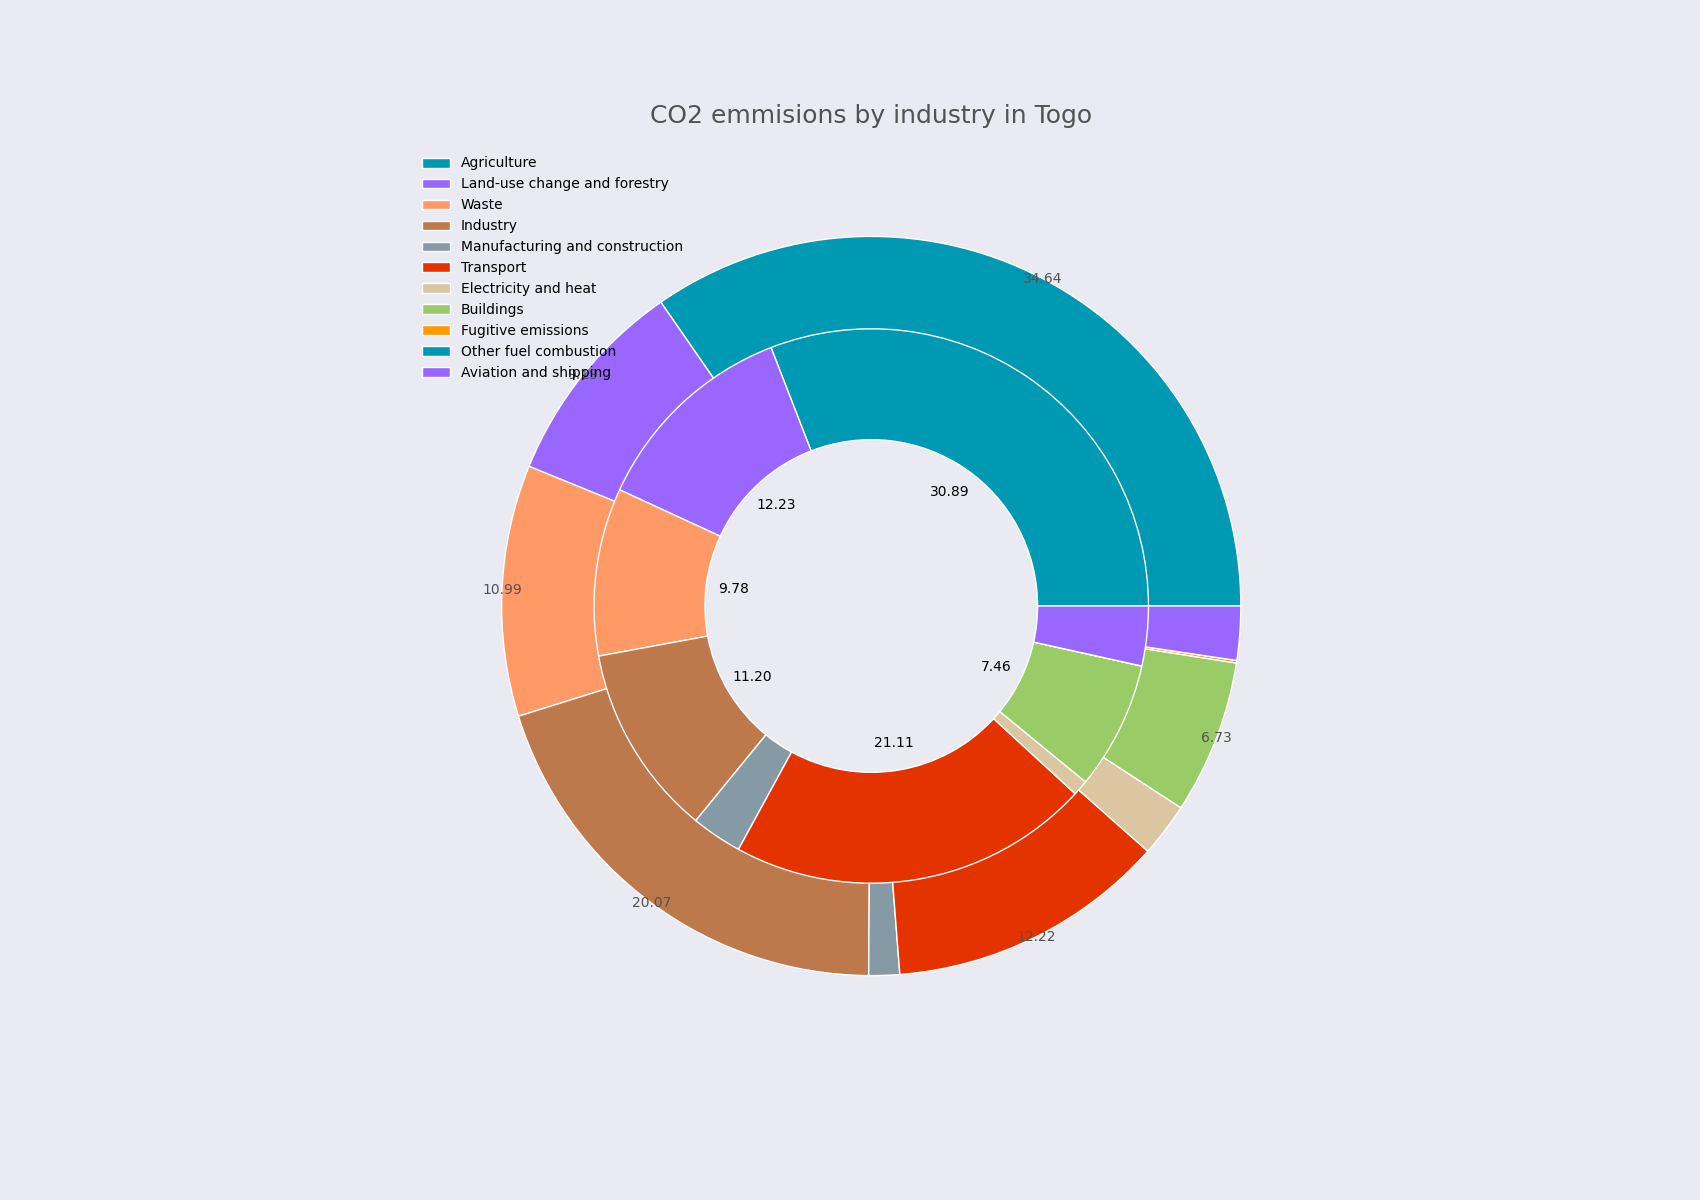 CO2 emmisions by industry in Togo
Agriculture
Land-use change and forestry
Waste
Industry
Manufacturing and construction
Transport
Electricity and heat
Buildings
Fugitive emissions
Other fuel combustion
Aviation and shipping
34.64
30.89
12.23
9.78
10.99
11.20
7.46
6.73
21.11
20.07
12.22